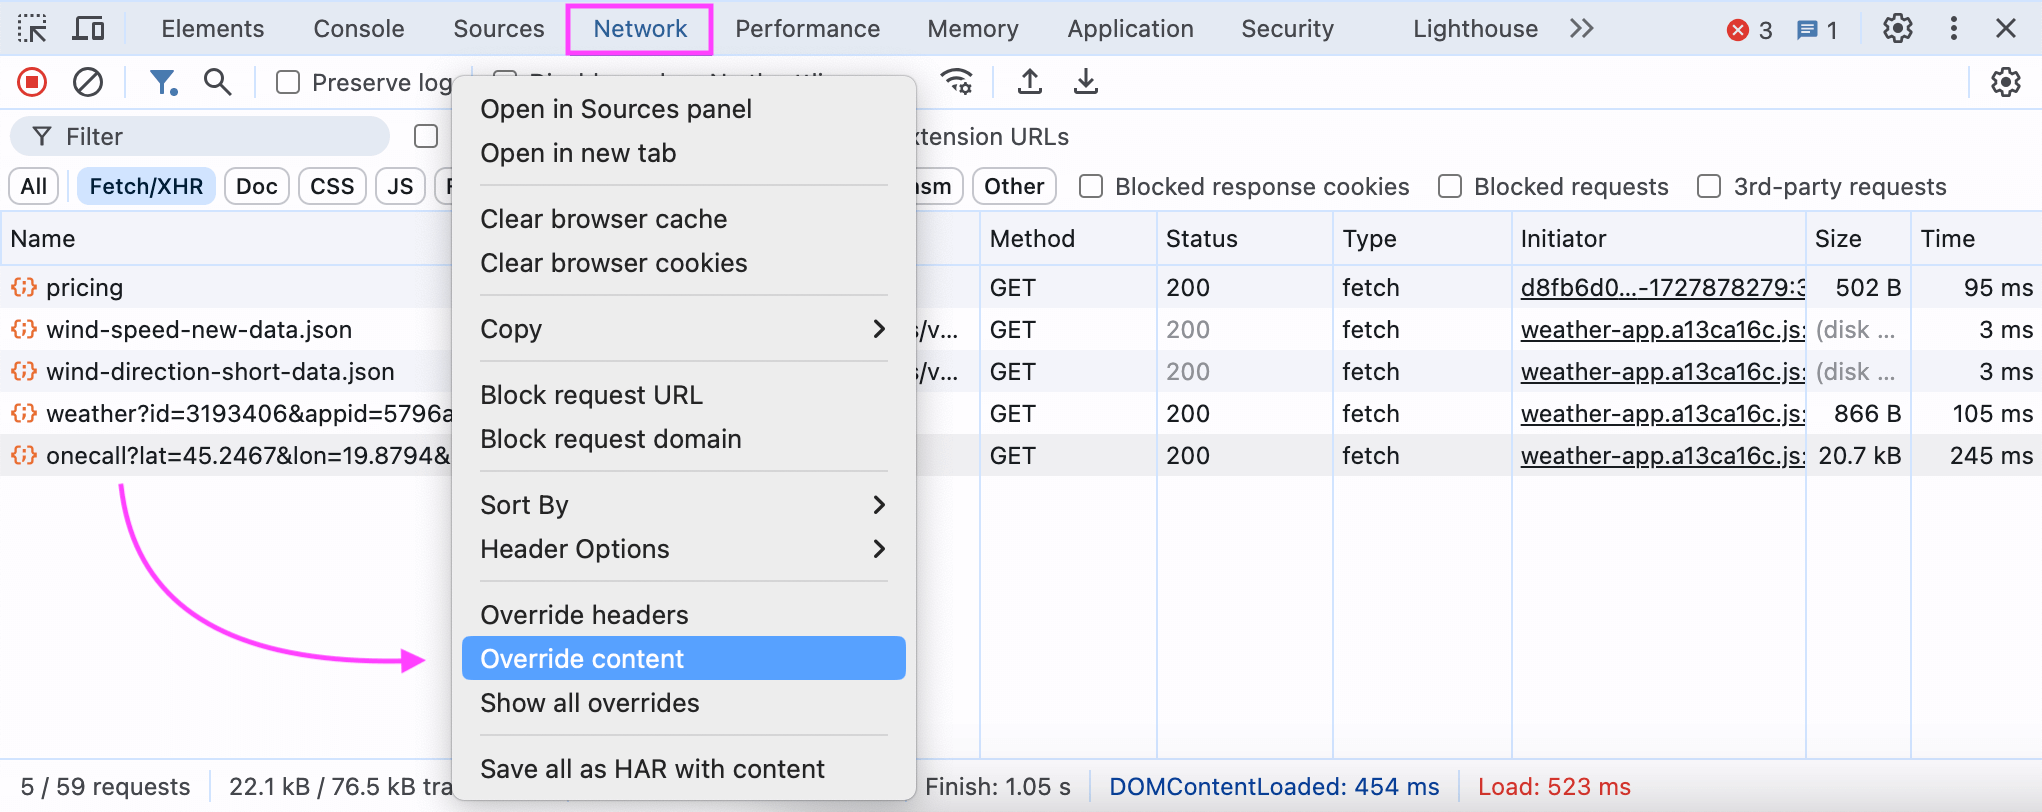 Elements Console Sources Network Performance Memory Application Security Lighthouse 3 1
Preserve log
Filter xtension URLs
All Fetch/XHR Doc CSS JS Other Blocked response cookies Blocked requests 3rd-party requests
Open in Sources panel
Open in new tab
Clear browser cache
Clear browser cookies
Copy
Block request URL
Block request domain
Sort By
Header Options
Override headers
Override content
Show all overrides
Save all as HAR with content
Name Method Status Type Initiator Size Time
pricing GET 200 fetch d8fb6d0...-1727878279:3 502 B 95 ms
wind-speed-new-data.json s/v... GET 200 fetch weather-app.a13ca16c.js: (disk ... 3 ms
wind-direction-short-data.json s/v... GET 200 fetch weather-app.a13ca16c.js: (disk ... 3 ms
weather?id=3193406&appid=5796a GET 200 fetch weather-app.a13ca16c.js: 866 B 105 ms
onecall?lat=45.2467&lon=19.8794& GET 200 fetch weather-app.a13ca16c.js: 20.7 kB 245 ms
5 / 59 requests 22.1 kB / 76.5 kB tra Finish: 1.05 s DOMContentLoaded: 454 ms Load: 523 ms